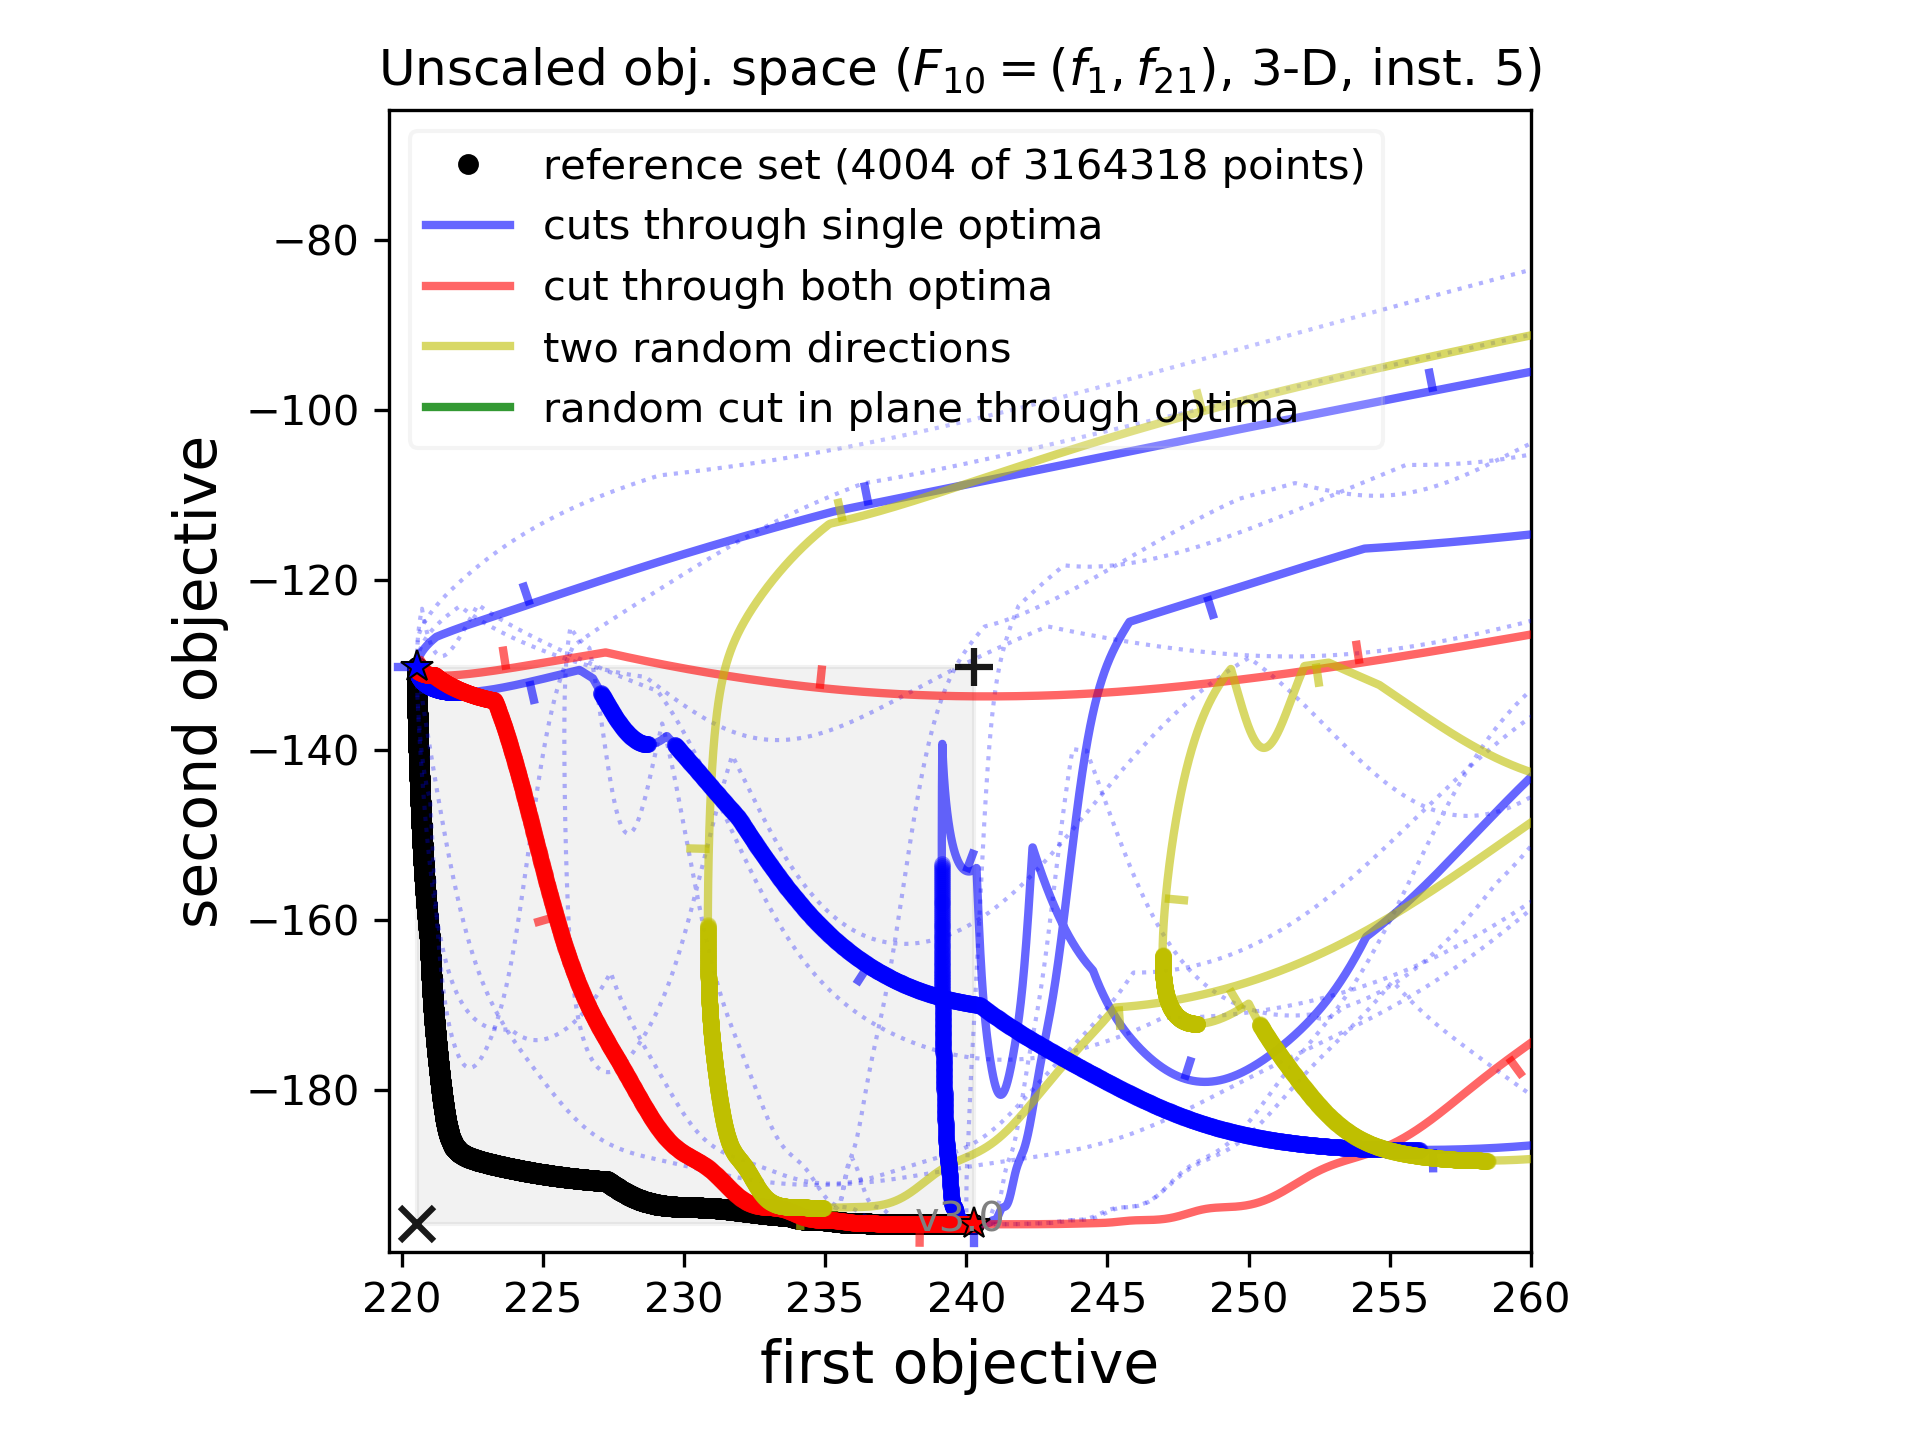 Unscaled obj. space (F10 = (f1, f21), 3-D, inst. 5)
reference set (4004 of 3164318 points)
cuts through single optima
cut through both optima
two random directions
random cut in plane through optima
−80
−100
−120
−140
−160
−180
second objective
v3.0
220 225 230 235 240 245 250 255 260
first objective